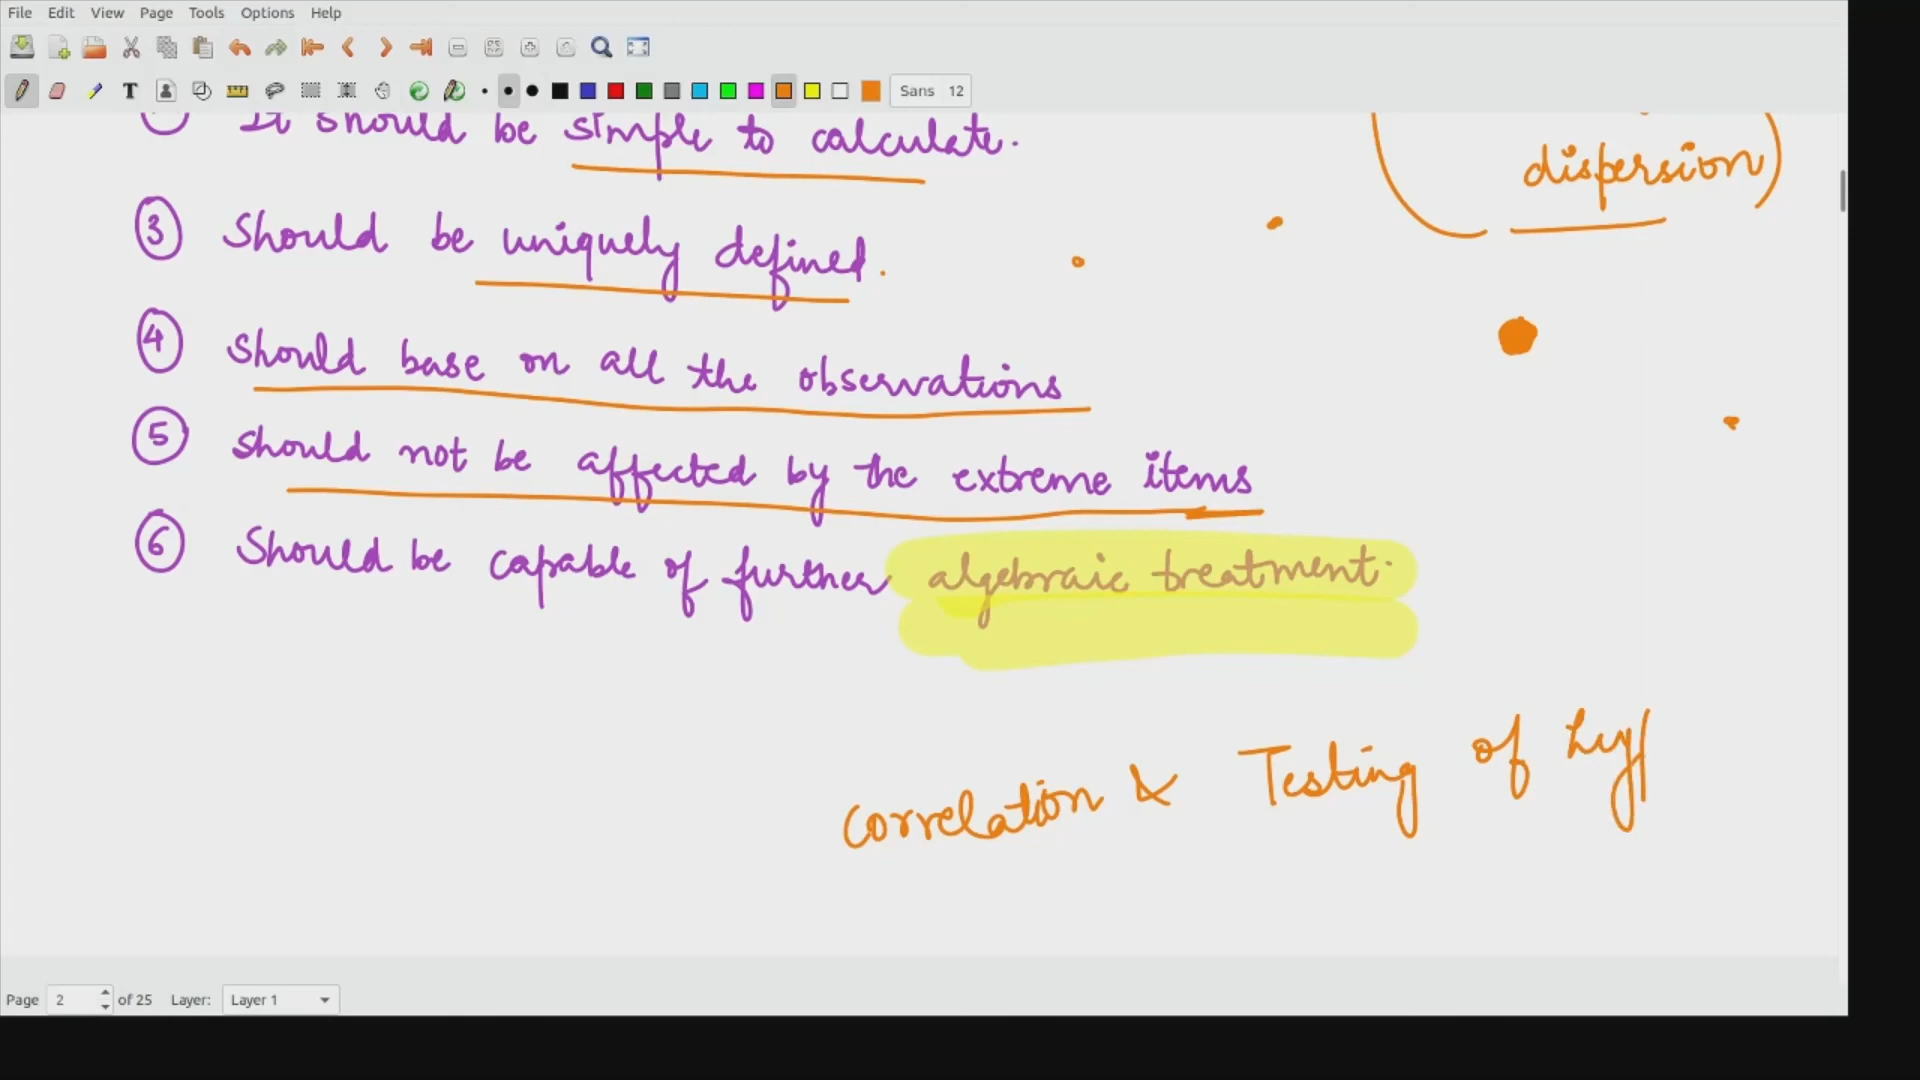 File Edit View Page Tools Options Help
Sans 12
It should be simple to calculate.
dispersion)
③ Should be uniquely defined.
④ Should base on all the observations
⑤ Should not be affected by the extreme items
⑥ Should be capable of further algebraic treatment.
correlation & Testing of hyp
Page 2 of 25 Layer: Layer 1